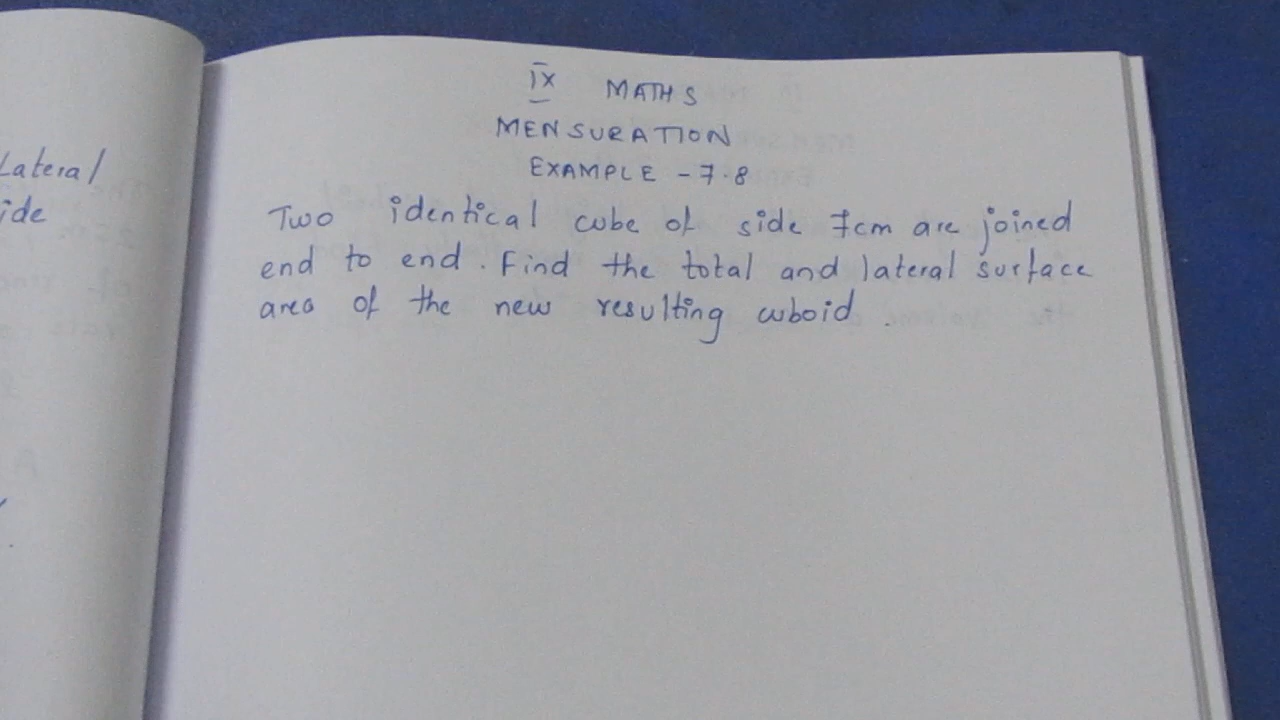 Lateral
ide
IX MATHS
MENSURATION
EXAMPLE - 7.8
Two identical cube of side 7cm are joined
end to end. Find the total and lateral surface
area of the new resulting cuboid.